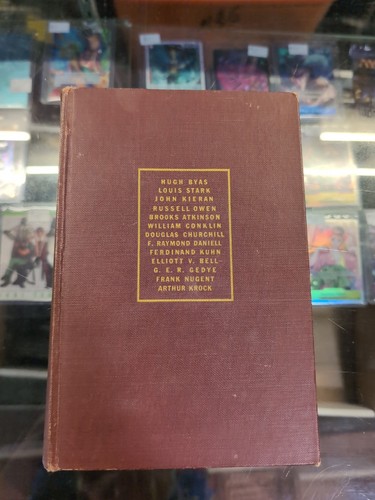 HUGH BYAS
LOUIS STARK
JOHN KIERAN
RUSSELL OWEN
BROOKS ATKINSON
WILLIAM CONKLIN
DOUGLAS CHURCHILL
F. RAYMOND DANIELL
FERDINAND KUHN
ELLIOTT V. BELL
G. E. R. GEDYE
FRANK NUGENT
ARTHUR KROCK